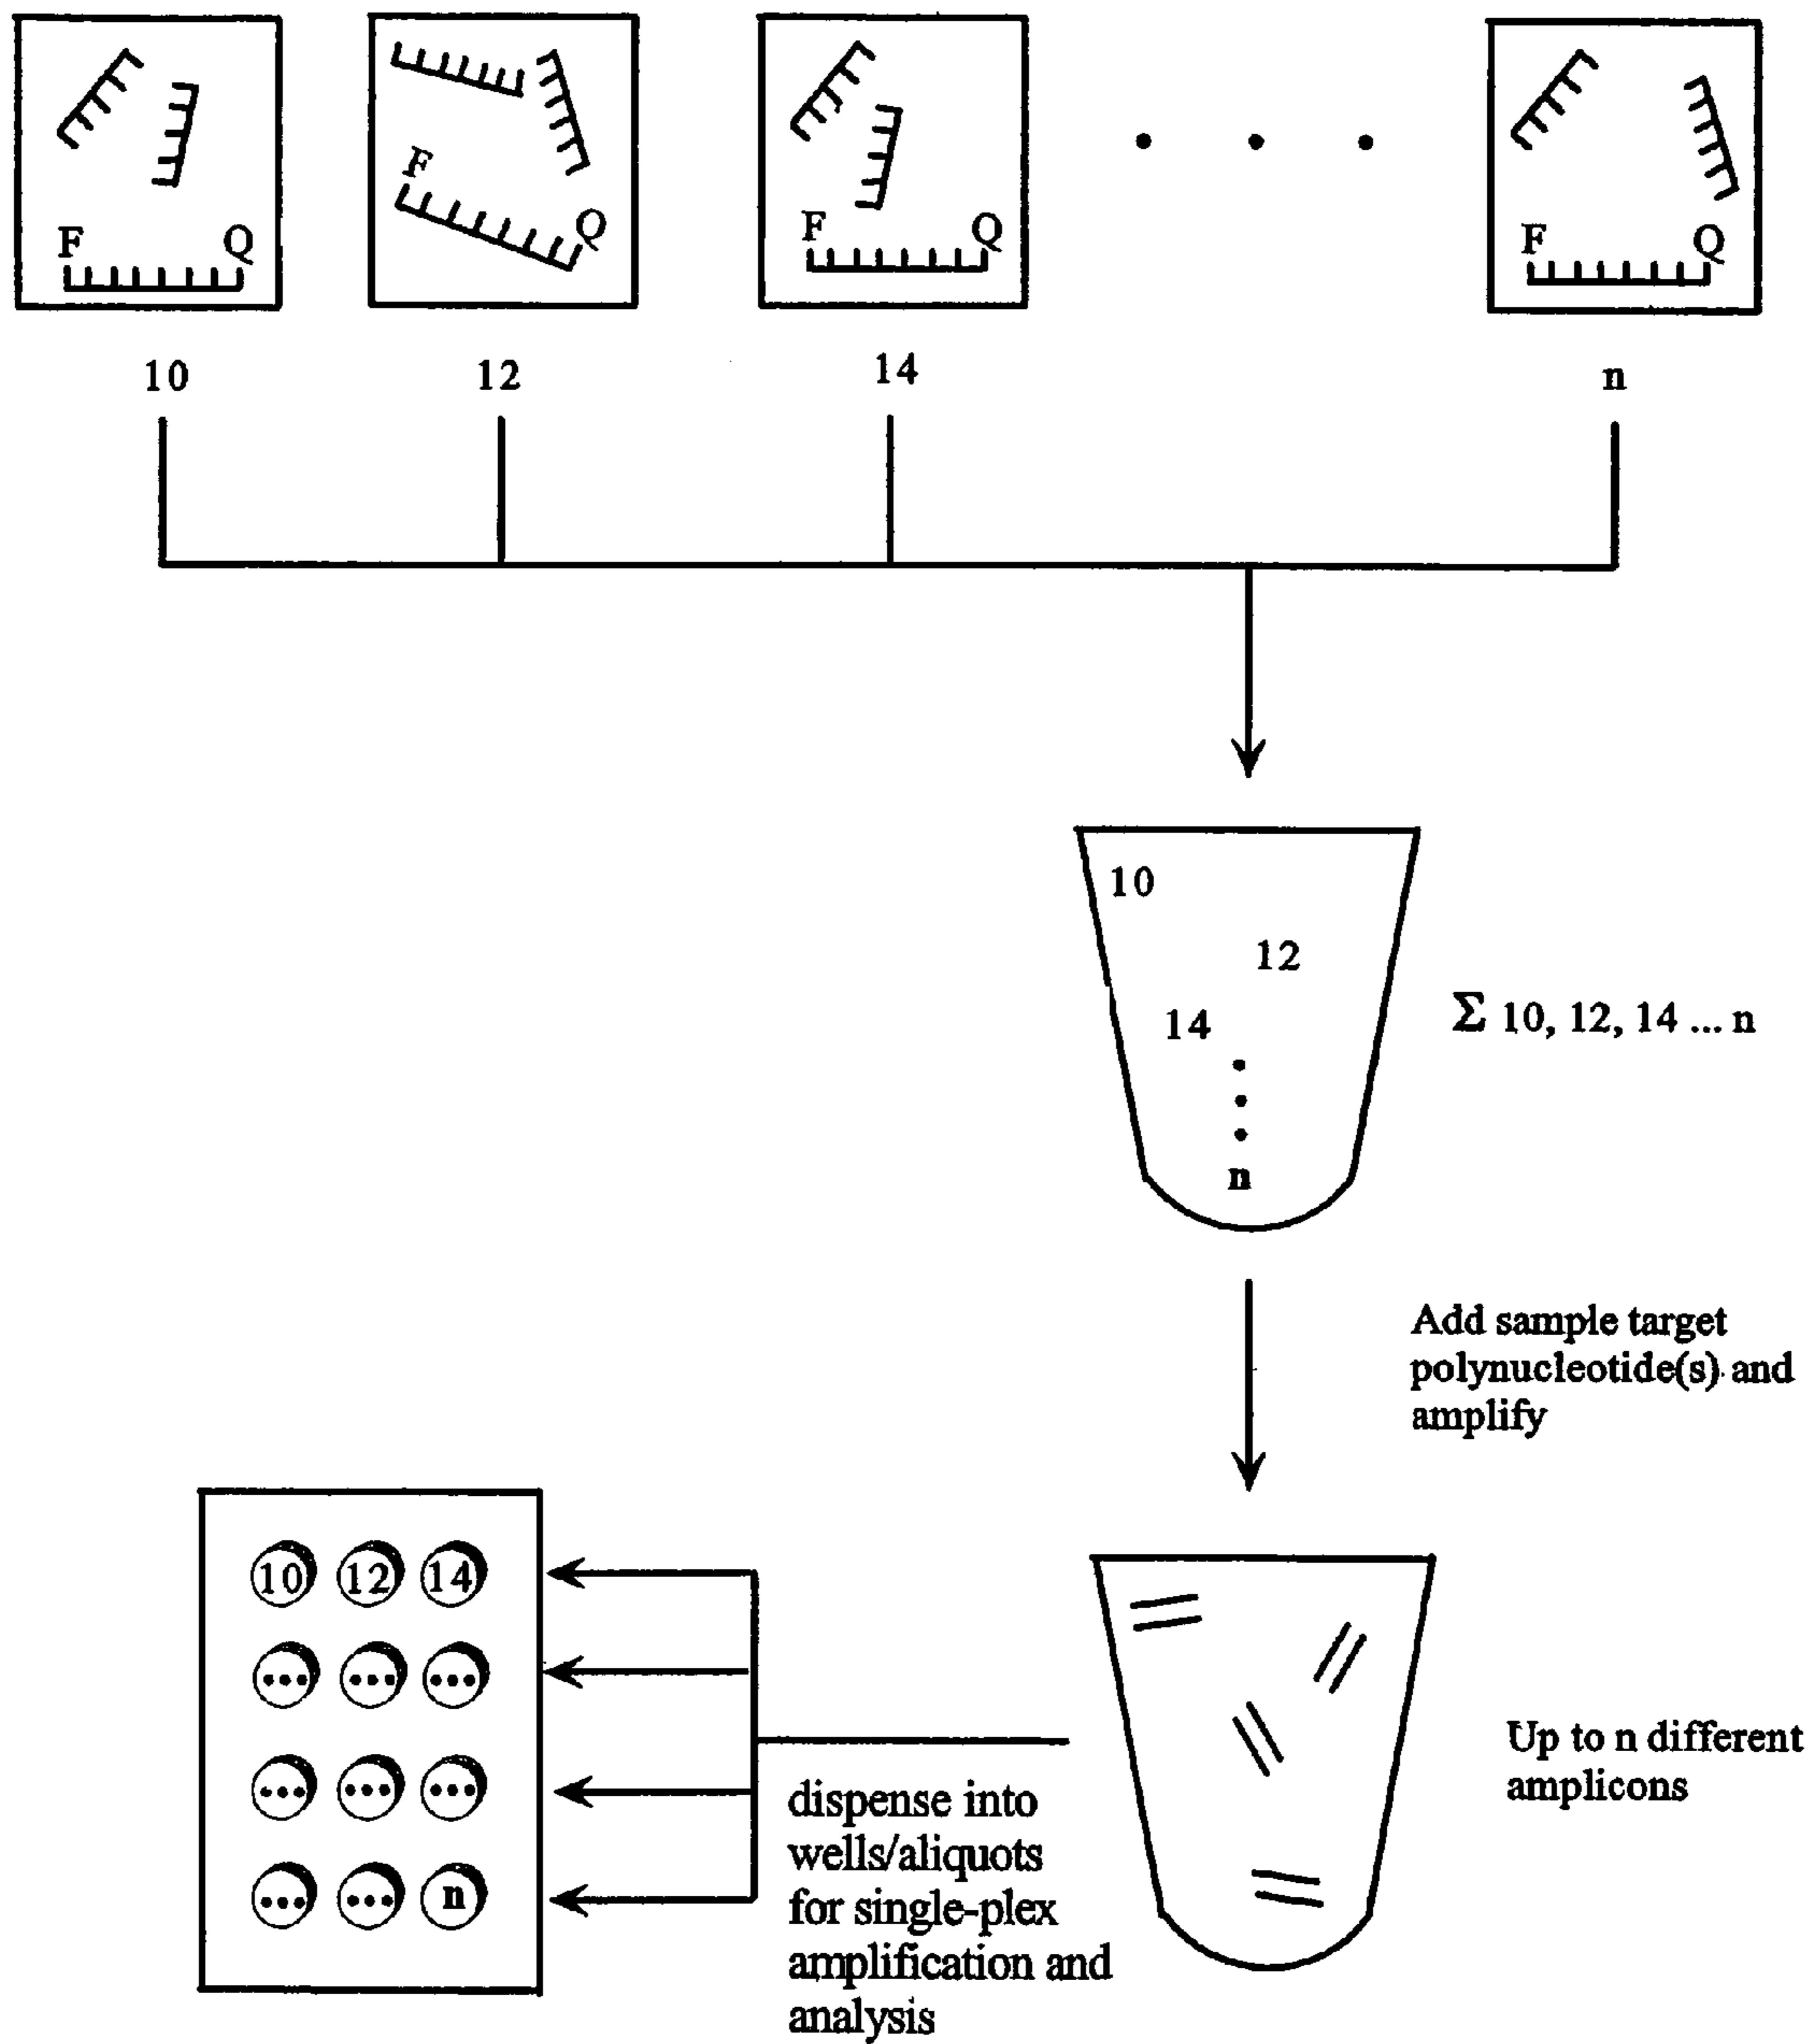 F Q
F
Q
F Q
F Q
10
12
14
n
10
12
14
n
Σ 10, 12, 14 ... n
Add sample target
polynucleotide(s) and
amplify
10 12 14
... ... ...
... ... ...
... ... n
dispense into
wells/aliquots
for single-plex
amplification and
analysis
Up to n different
amplicons